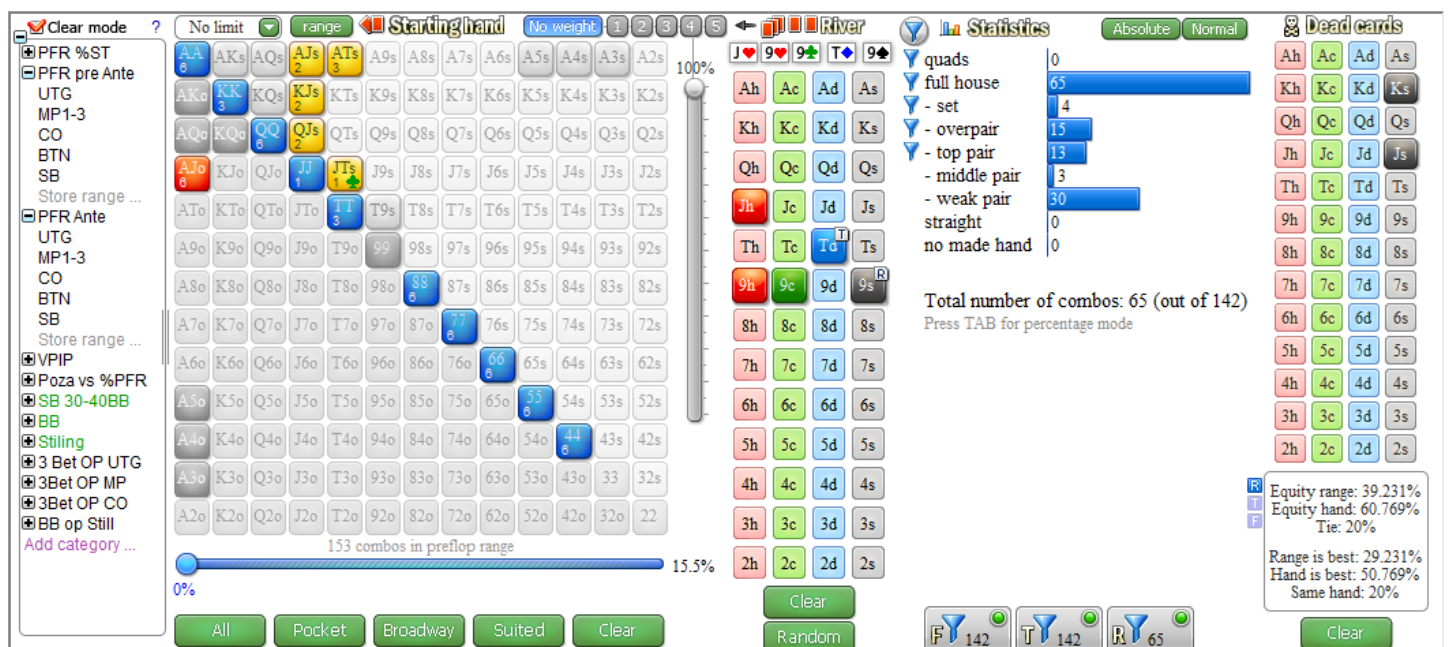 Clear mode ?
PFR %ST
PFR pre Ante
UTG
MP1-3
CO
BTN
SB
Store range ...
PFR Ante
UTG
MP1-3
CO
BTN
SB
Store range ...
VPIP
Poza vs %PFR
SB 30-40BB
BB
Stiling
3 Bet OP UTG
3Bet OP MP
3Bet OP CO
BB op Still
Add category ...
No limit range Starting hand No weight 1 2 3 4 5
AA 6 AKs AQs AJs 2 ATs 3 A9s A8s A7s A6s A5s A4s A3s A2s
AKo KK 3 KQs KJs 2 KTs K9s K8s K7s K6s K5s K4s K3s K2s
AQo KQo QQ 6 QJs 2 QTs Q9s Q8s Q7s Q6s Q5s Q4s Q3s Q2s
AJo 6 KJo QJo JJ 1 JTs 1 ♣ J9s J8s J7s J6s J5s J4s J3s J2s
ATo KTo QTo JTo TT 3 T9s T8s T7s T6s T5s T4s T3s T2s
A9o K9o Q9o J9o T9o 99 98s 97s 96s 95s 94s 93s 92s
A8o K8o Q8o J8o T8o 98o 88 6 87s 86s 85s 84s 83s 82s
A7o K7o Q7o J7o T7o 97o 87o 77 6 76s 75s 74s 73s 72s
A6o K6o Q6o J6o T6o 96o 86o 76o 66 6 65s 64s 63s 62s
A5o K5o Q5o J5o T5o 95o 85o 75o 65o 55 6 54s 53s 52s
A4o K4o Q4o J4o T4o 94o 84o 74o 64o 54o 44 6 43s 42s
A3o K3o Q3o J3o T3o 93o 83o 73o 63o 53o 43o 33 32s
A2o K2o Q2o J2o T2o 92o 82o 72o 62o 52o 42o 32o 22
100%
153 combos in preflop range
15.5%
0%
All Pocket Broadway Suited Clear
River
J♥ 9♥ 9♣ T♦ 9♠
Ah Ac Ad As
Kh Kc Kd Ks
Qh Qc Qd Qs
Jh Jc Jd Js
Th Tc Td T Ts
9h 9c 9d 9s R
8h 8c 8d 8s
7h 7c 7d 7s
6h 6c 6d 6s
5h 5c 5d 5s
4h 4c 4d 4s
3h 3c 3d 3s
2h 2c 2d 2s
Clear
Random
Statistics Absolute Normal
quads 0
full house 65
- set 4
- overpair 15
- top pair 13
- middle pair 3
- weak pair 30
straight 0
no made hand 0
Total number of combos: 65 (out of 142)
Press TAB for percentage mode
F 142 T 142 R 65
Dead cards
Ah Ac Ad As
Kh Kc Kd Ks
Qh Qc Qd Qs
Jh Jc Jd Js
Th Tc Td Ts
9h 9c 9d 9s
8h 8c 8d 8s
7h 7c 7d 7s
6h 6c 6d 6s
5h 5c 5d 5s
4h 4c 4d 4s
3h 3c 3d 3s
2h 2c 2d 2s
R
T
F
Equity range: 39.231%
Equity hand: 60.769%
Tie: 20%
Range is best: 29.231%
Hand is best: 50.769%
Same hand: 20%
Clear